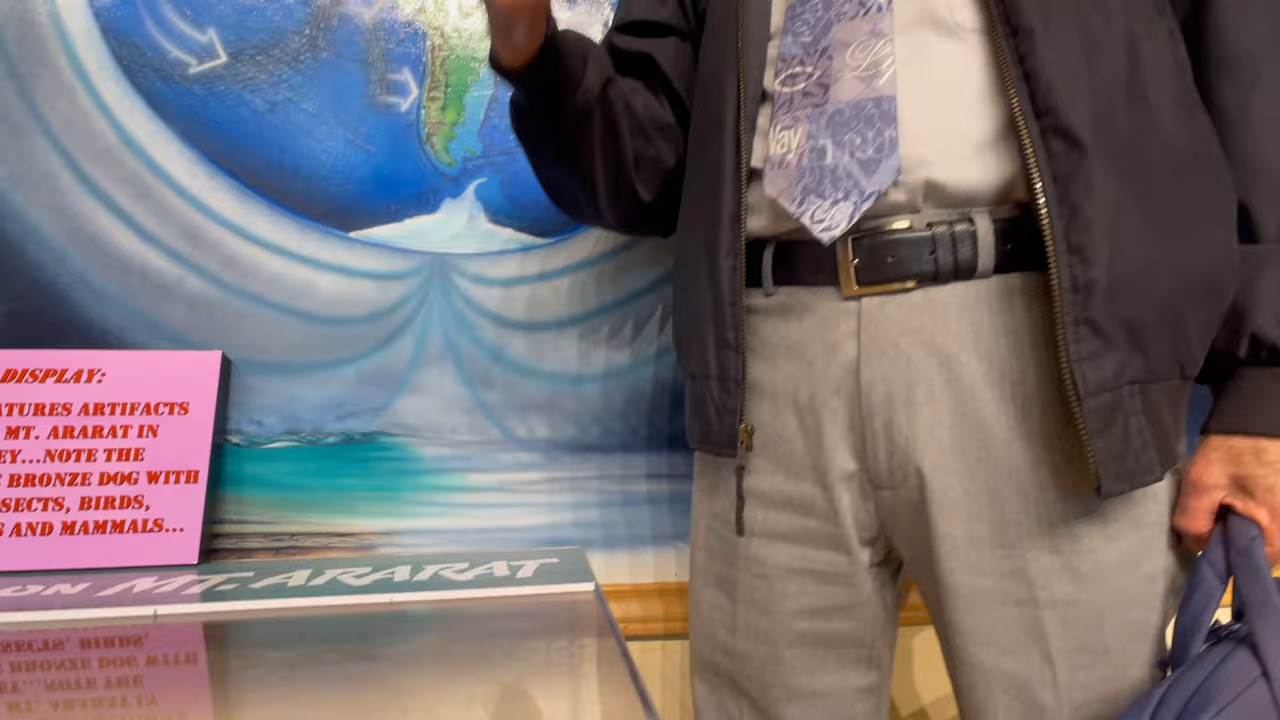 DISPLAY:
ATURES ARTIFACTS
MT. ARARAT IN
EY...NOTE THE
BRONZE DOG WITH
SECTS, BIRDS,
S AND MAMMALS...
ON MT. ARARAT
Way